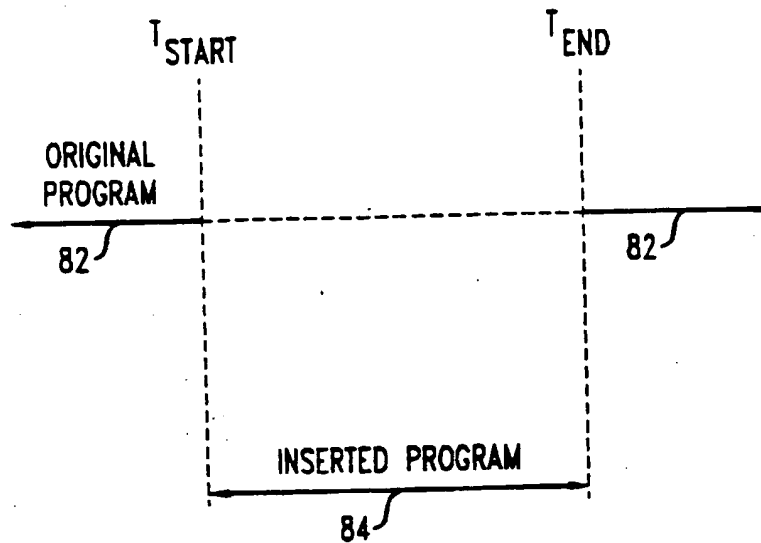 T START
T END
ORIGINAL
PROGRAM
82
82
INSERTED PROGRAM
84